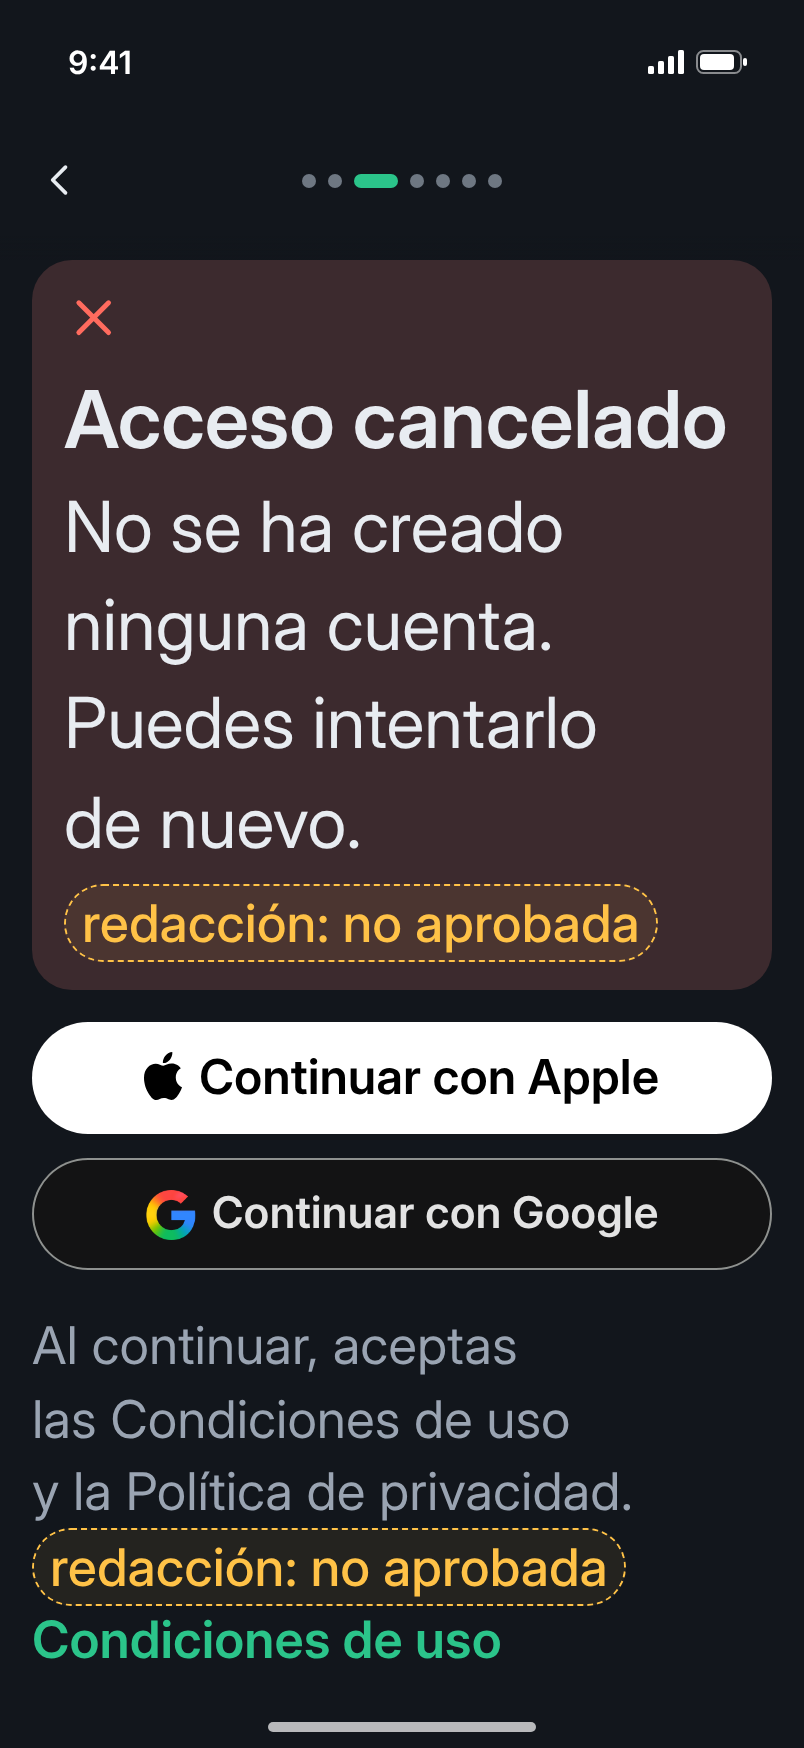 9:41
Acceso cancelado
No se ha creado
ninguna cuenta.
Puedes intentarlo
de nuevo.
redacción: no aprobada
Continuar con Apple
Continuar con Google
Al continuar, aceptas
las Condiciones de uso
y la Política de privacidad.
redacción: no aprobada
Condiciones de uso